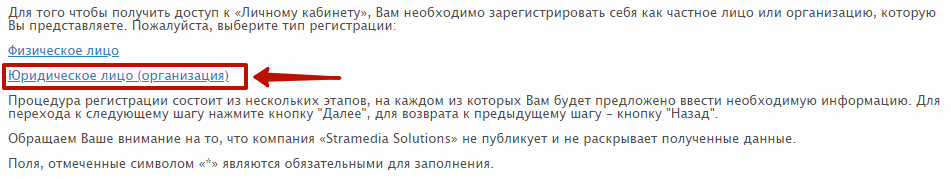 Для того чтобы получить доступ к «Личному кабинету», Вам необходимо зарегистрировать себя как частное лицо или организацию, которую
Вы представляете. Пожалуйста, выберите тип регистрации:
Физическое лицо
Юридическое лицо (организация)
Процедура регистрации состоит из нескольких этапов, на каждом из которых Вам будет предложено ввести необходимую информацию. Для
перехода к следующему шагу нажмите кнопку "Далее", для возврата к предыдущему шагу – кнопку "Назад".
Обращаем Ваше внимание на то, что компания «Stramedia Solutions» не публикует и не раскрывает полученные данные.
Поля, отмеченные символом «*» являются обязательными для заполнения.